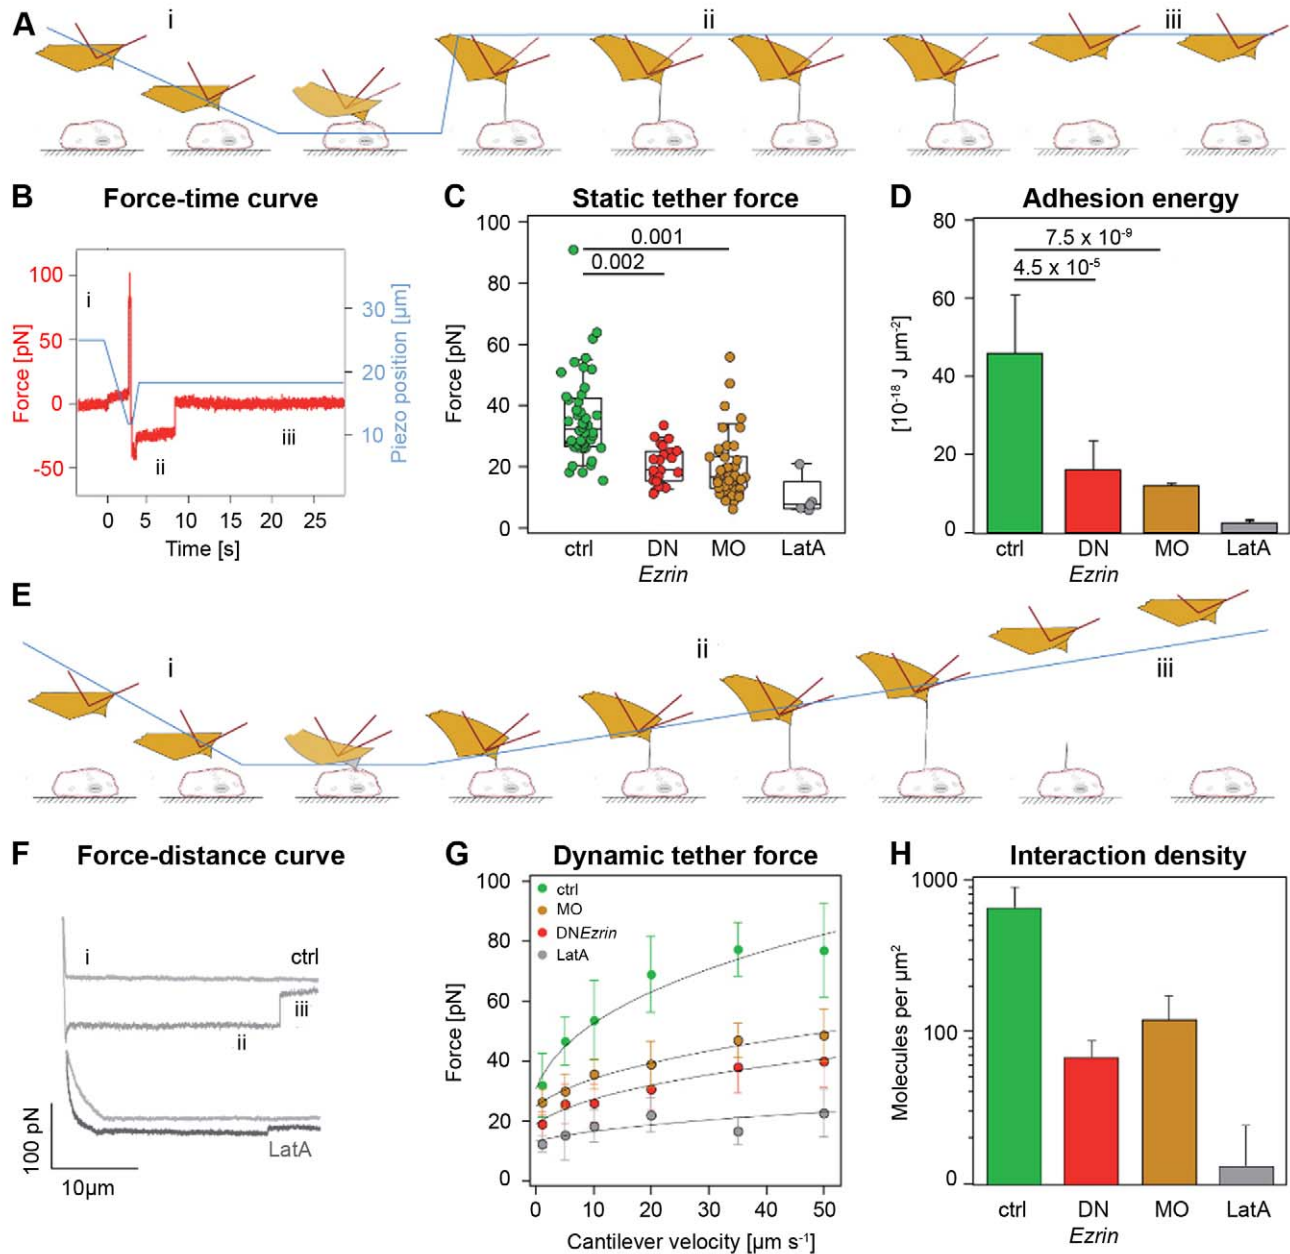 A
i
ii
iii
B
Force-time curve
100
50
0
-50
Force [pN]
i
ii
iii
30
20
10
Piezo position [µm]
0 5 10 15 20 25
Time [s]
C
Static tether force
100
80
60
40
20
0
Force [pN]
0.001
0.002
ctrl DN MO LatA
Ezrin
D
Adhesion energy
80
60
40
20
0
[10⁻¹⁸ J µm⁻²]
7.5 x 10⁻⁹
4.5 x 10⁻⁵
ctrl DN MO LatA
Ezrin
E
i
ii
iii
F
Force-distance curve
i
ctrl
iii
ii
LatA
100 pN
10µm
G
Dynamic tether force
100
80
60
40
20
0
Force [pN]
ctrl
MO
DNEzrin
LatA
0 10 20 30 40 50
Cantilever velocity [µm s⁻¹]
H
Interaction density
1000
100
0
Molecules per µm²
ctrl DN MO LatA
Ezrin